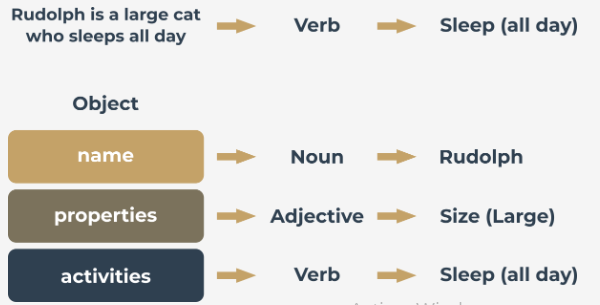 Rudolph is a large cat
who sleeps all day
Verb
Sleep (all day)
Object
name
Noun
Rudolph
properties
Adjective
Size (Large)
activities
Verb
Sleep (all day)